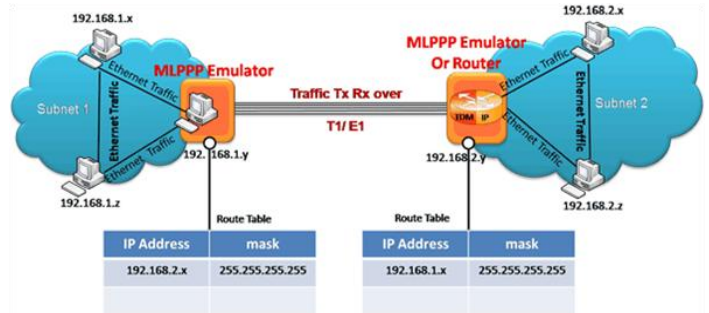 192.168.1.x
192.168.2.x
MLPPP Emulator
Or Router
MLPPP Emulator
Ethernet Traffic
Ethernet Traffic
Ethernet Traffic
Subnet 1
Traffic Tx Rx over
T1/ E1
TDM IP
Ethernet Traffic
Ethernet Traffic
Ethernet Traffic
Subnet 2
192.168.1.y
192.168.2.y
192.168.1.z
192.168.2.z
Route Table
Route Table
IP Address mask
192.168.2.x 255.255.255.255
IP Address mask
192.168.1.x 255.255.255.255